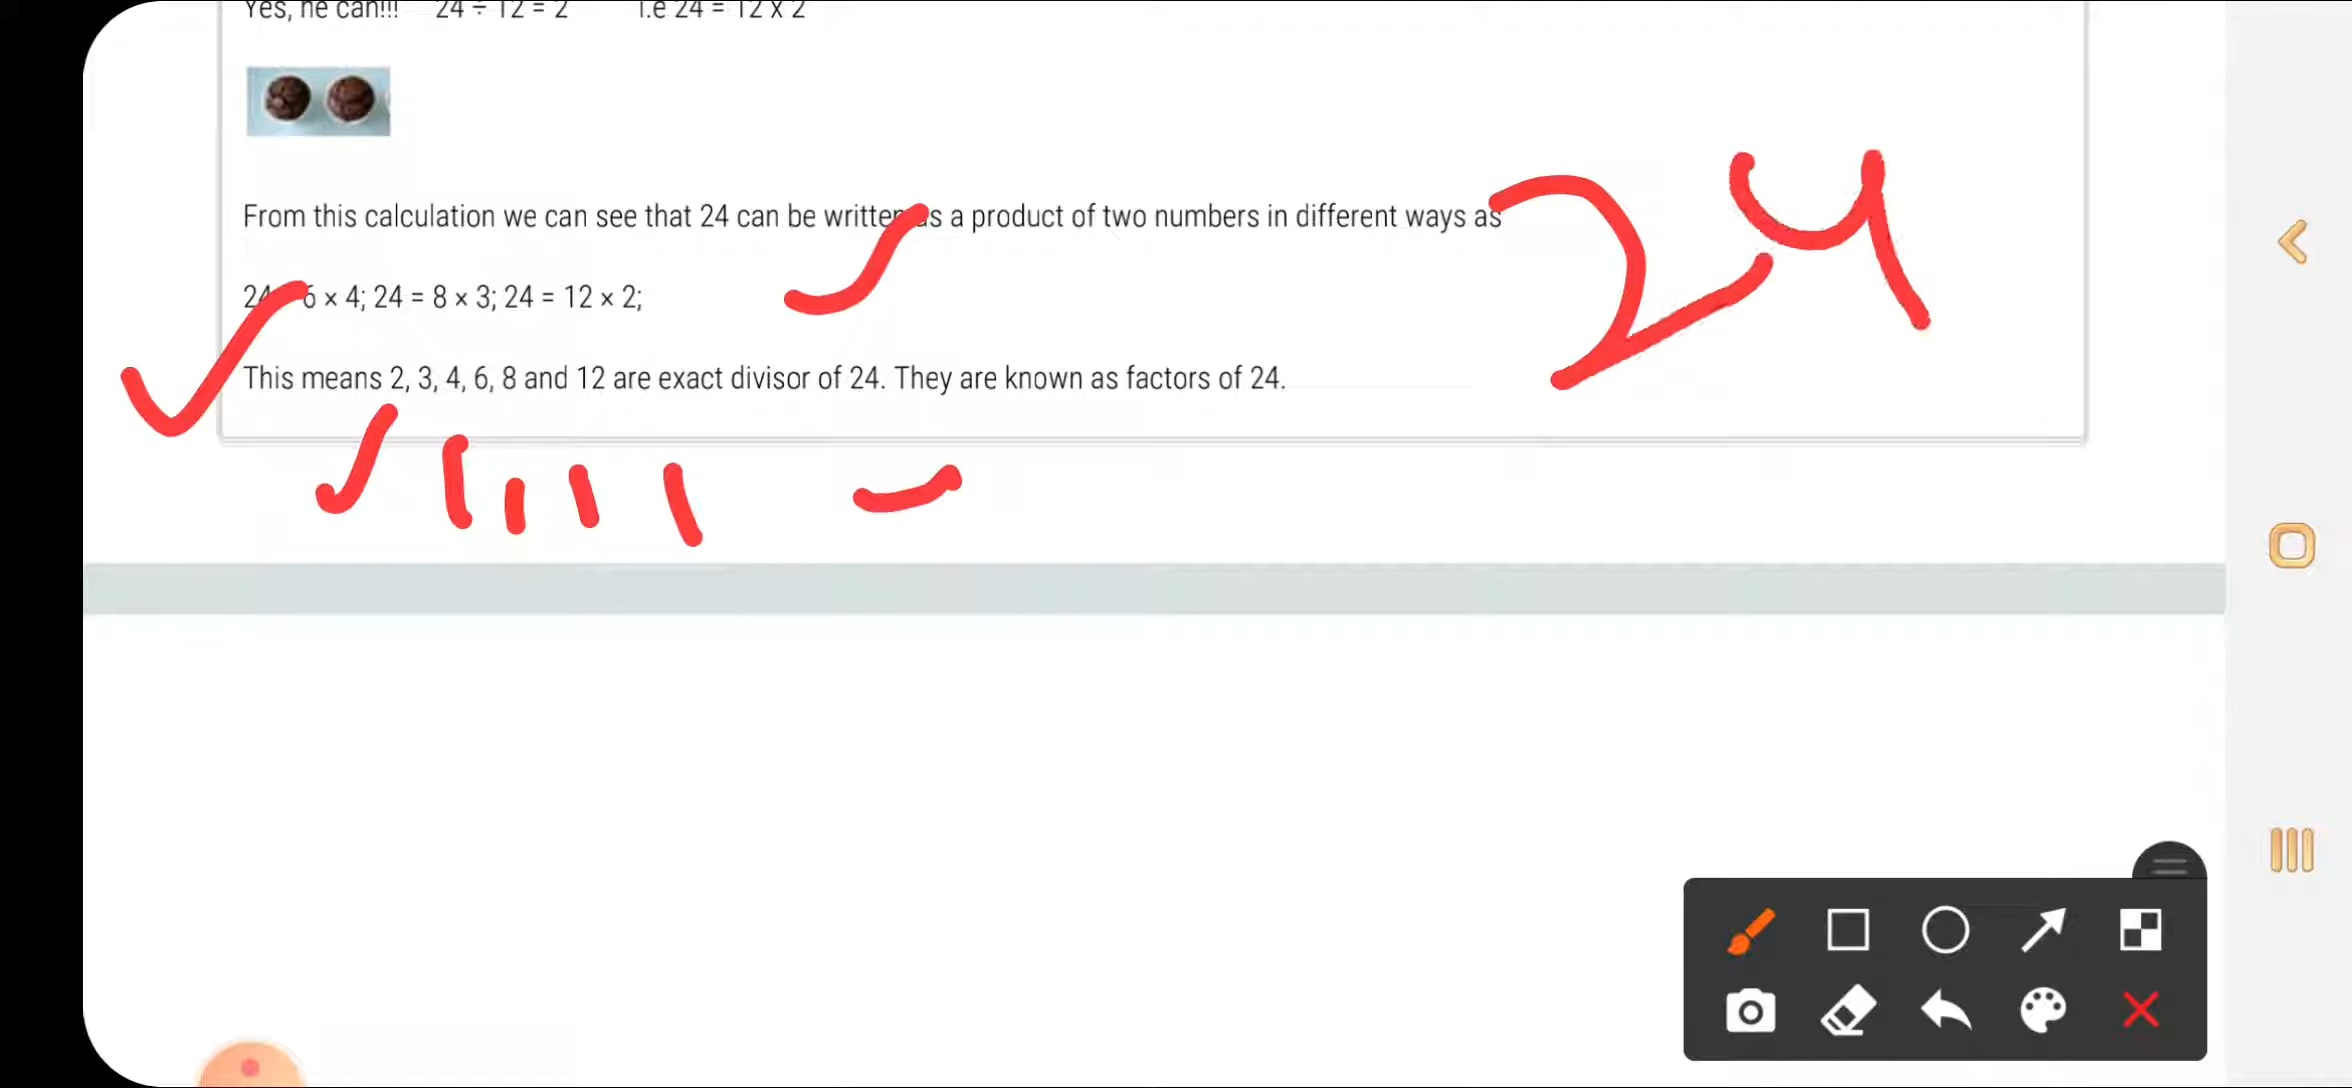 Yes, he can!!! 24 ÷ 12 = 2 i.e 24 = 12 x 2
From this calculation we can see that 24 can be written as a product of two numbers in different ways as
24
24 = 6 × 4; 24 = 8 × 3; 24 = 12 × 2;
This means 2, 3, 4, 6, 8 and 12 are exact divisor of 24. They are known as factors of 24.